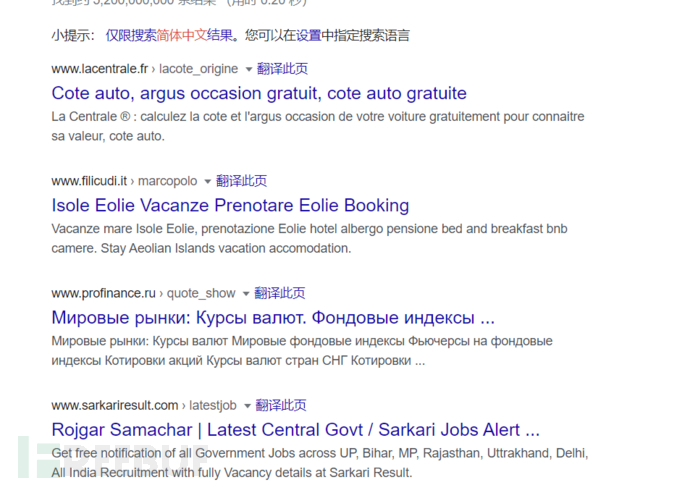 找到约 5,200,000,000 条结果 (用时 0.20 秒)
小提示： 仅限搜索简体中文结果。您可以在设置中指定搜索语言
www.lacentrale.fr › lacote_origine ▾ 翻译此页
Cote auto, argus occasion gratuit, cote auto gratuite
La Centrale ® : calculez la cote et l'argus occasion de votre voiture gratuitement pour connaitre
sa valeur, cote auto.
www.filicudi.it › marcopolo ▾ 翻译此页
Isole Eolie Vacanze Prenotare Eolie Booking
Vacanze mare Isole Eolie, prenotazione Eolie hotel albergo pensione bed and breakfast bnb
camere. Stay Aeolian Islands vacation accomodation.
www.profinance.ru › quote_show ▾ 翻译此页
Мировые рынки: Курсы валют. Фондовые индексы ...
Мировые рынки: Курсы валют Мировые фондовые индексы Фьючерсы на фондовые
индексы Котировки акций Курсы валют стран СНГ Котировки ...
www.sarkariresult.com › latestjob ▾ 翻译此页
Rojgar Samachar | Latest Central Govt / Sarkari Jobs Alert ...
Get free notification of all Government Jobs across UP, Bihar, MP, Rajasthan, Uttrakhand, Delhi,
All India Recruitment with fully Vacancy details at Sarkari Result.